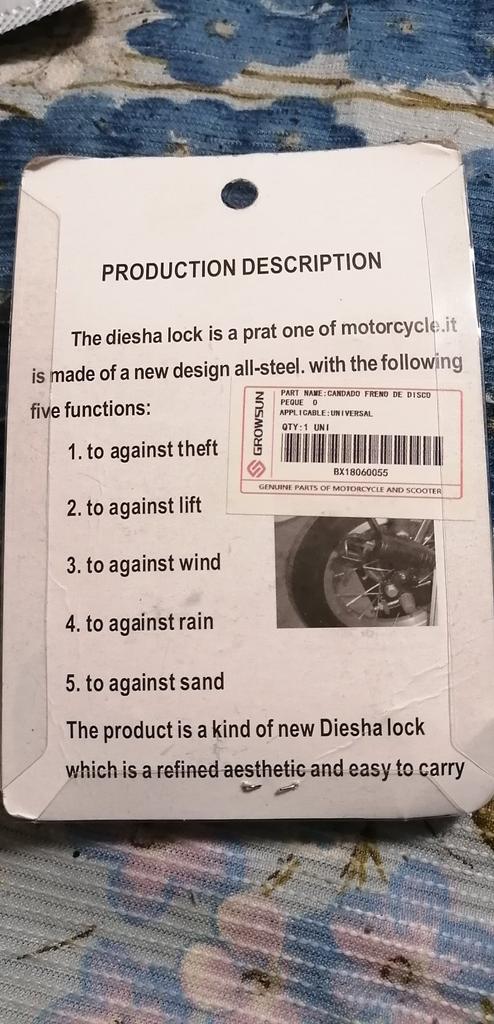 PRODUCTION DESCRIPTION
The diesha lock is a prat one of motorcycle.it
is made of a new design all-steel. with the following
five functions:
1. to against theft
2. to against lift
3. to against wind
4. to against rain
5. to against sand
The product is a kind of new Diesha lock
which is a refined aesthetic and easy to carry
GROWSUN
PART NAME:CANDADO FRENO DE DISCO
PEQUE O
APPLICABLE:UNIVERSAL
QTY:1 UNI
BX18060055
GENUINE PARTS OF MOTORCYCLE AND SCOOTER